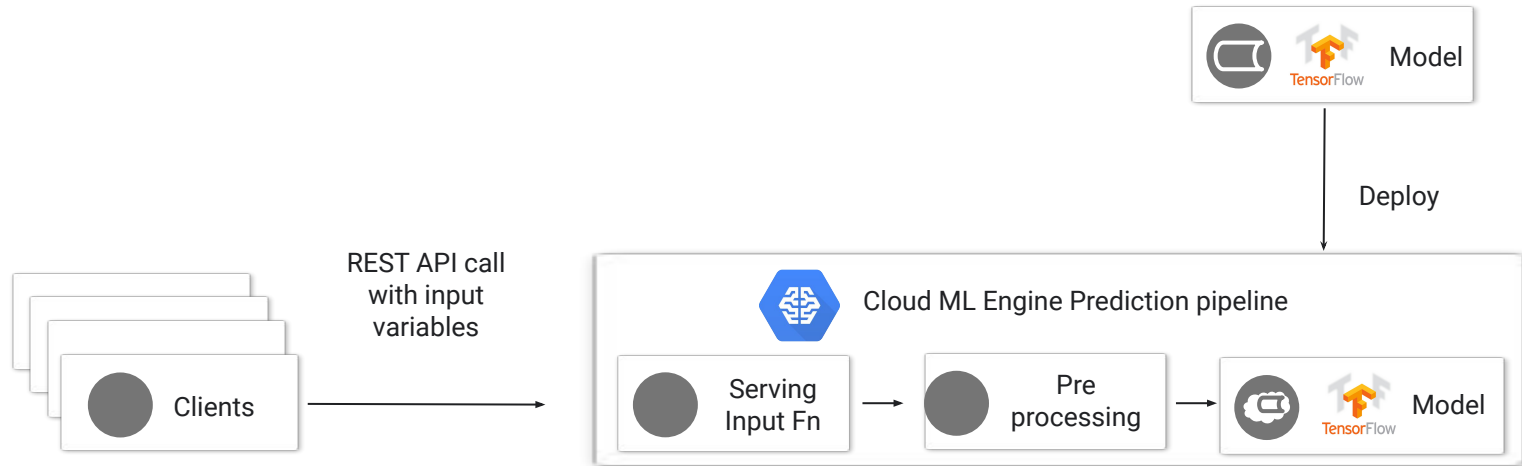 TensorFlow
Model
Deploy
REST API call
with input
variables
Cloud ML Engine Prediction pipeline
Clients
Serving
Input Fn
Pre
processing
TensorFlow
Model